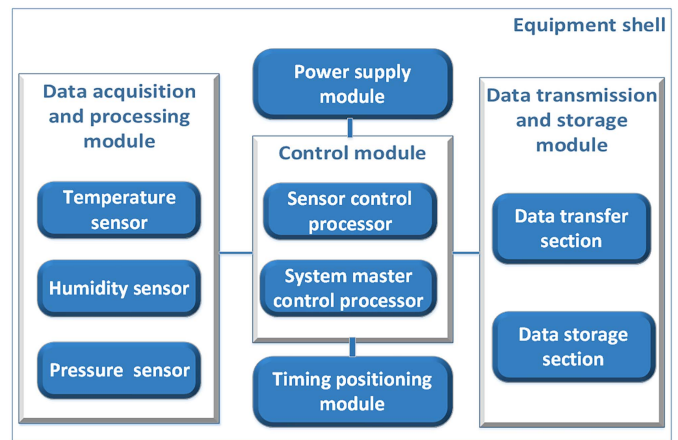 Equipment shell
Data acquisition
and processing
module
Temperature
sensor
Humidity sensor
Pressure sensor
Power supply
module
Control module
Sensor control
processor
System master
control processor
Timing positioning
module
Data transmission
and storage
module
Data transfer
section
Data storage
section